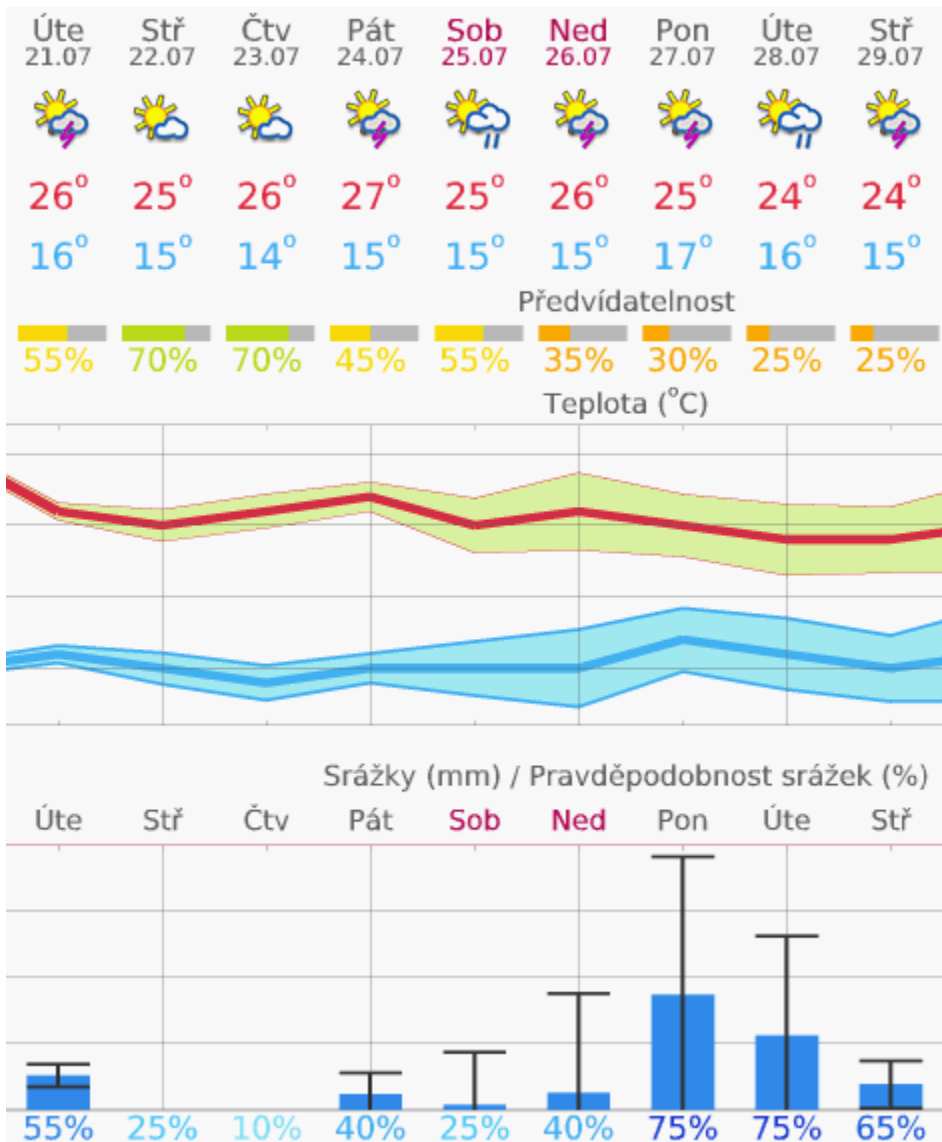 Úte Stř Čtv Pát Sob Ned Pon Úte Stř
21.07 22.07 23.07 24.07 25.07 26.07 27.07 28.07 29.07
26° 25° 26° 27° 25° 26° 25° 24° 24°
16° 15° 14° 15° 15° 15° 17° 16° 15°
Předvídatelnost
55% 70% 70% 45% 55% 35% 30% 25% 25%
Teplota (°C)
Srážky (mm) / Pravděpodobnost srážek (%)
Úte Stř Čtv Pát Sob Ned Pon Úte Stř
55% 25% 10% 40% 25% 40% 75% 75% 65%